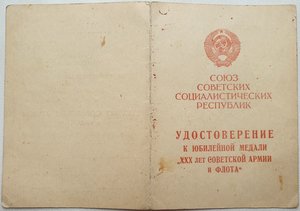 СОЮЗ
СОВЕТСКИХ
СОЦИАЛИСТИЧЕСКИХ
РЕСПУБЛИК
УДОСТОВЕРЕНИЕ
К ЮБИЛЕЙНОЙ МЕДАЛИ
„XXX ЛЕТ СОВЕТСКОЙ АРМИИ
И ФЛОТА“